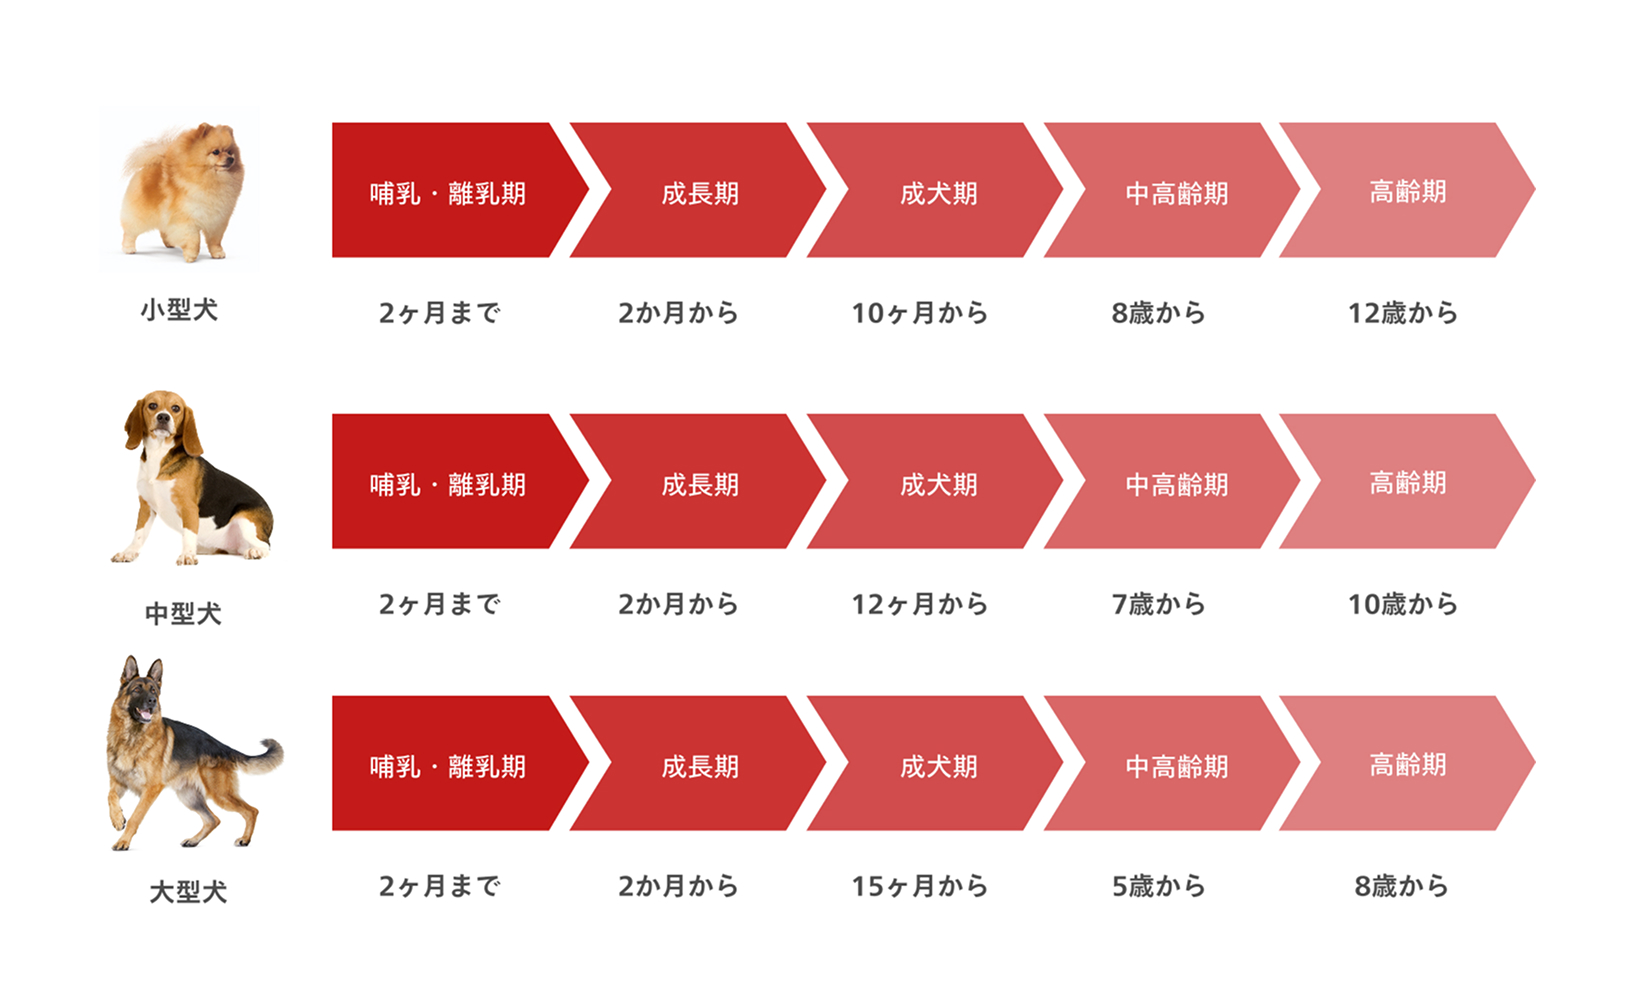 哺乳・離乳期
成長期
成犬期
中高齢期
高齢期
小型犬
2ヶ月まで
2か月から
10ヶ月から
8歳から
12歳から
哺乳・離乳期
成長期
成犬期
中高齢期
高齢期
中型犬
2ヶ月まで
2か月から
12ヶ月から
7歳から
10歳から
哺乳・離乳期
成長期
成犬期
中高齢期
高齢期
大型犬
2ヶ月まで
2か月から
15ヶ月から
5歳から
8歳から